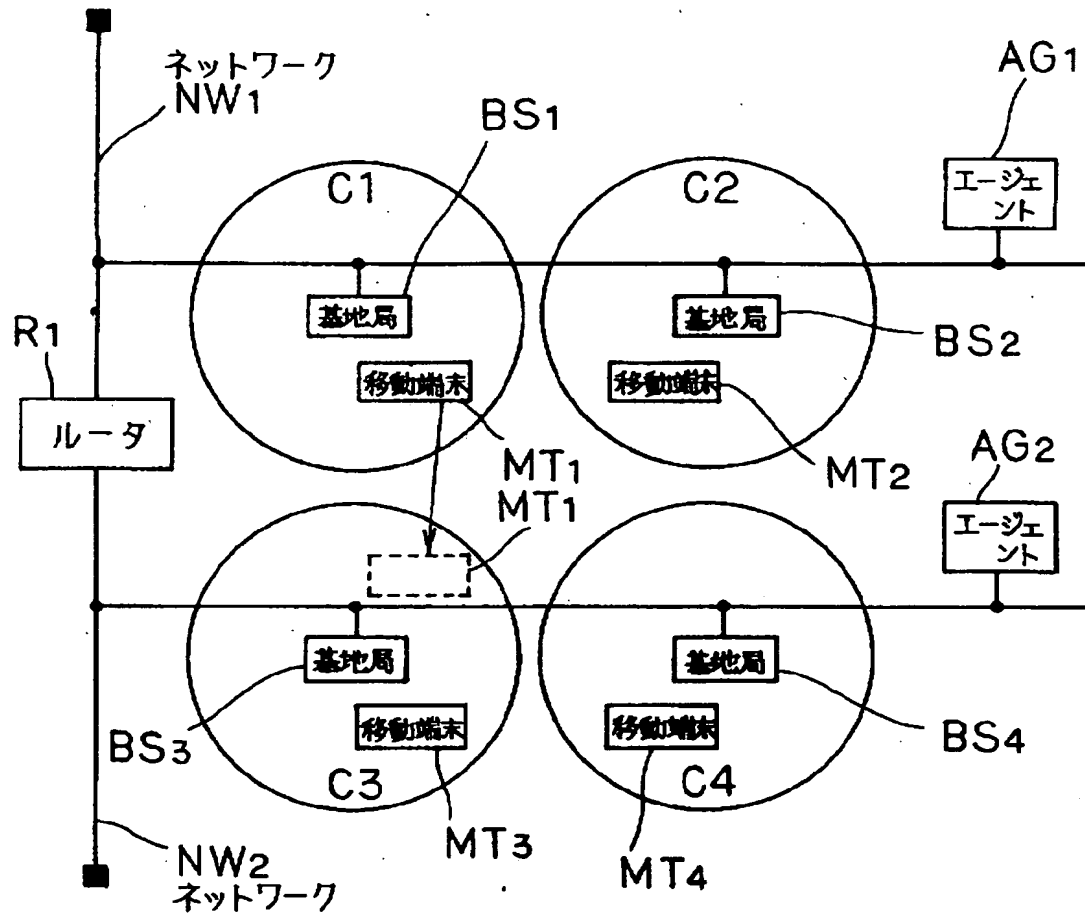 ネットワーク
NW1
BS1
AG1
C1
C2
エージェ
ント
基地局
基地局
R1
BS2
移動端末
移動端末
ルータ
MT1
MT2
AG2
MT1
エージェ
ント
基地局
基地局
移動端末
移動端末
BS3
BS4
C3
C4
MT3
MT4
NW2
ネットワーク